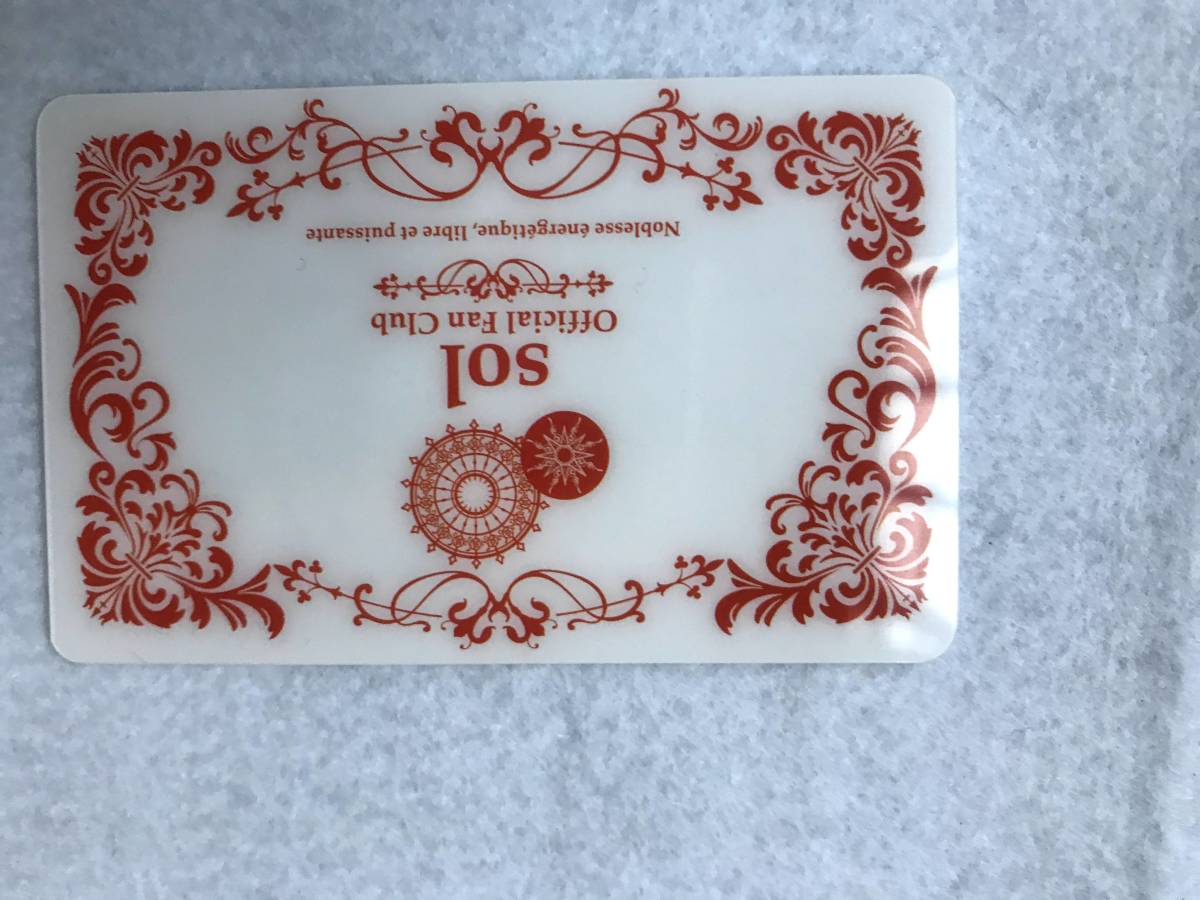 sol
Official Fan Club
Noblesse énergétique, libre et puissante